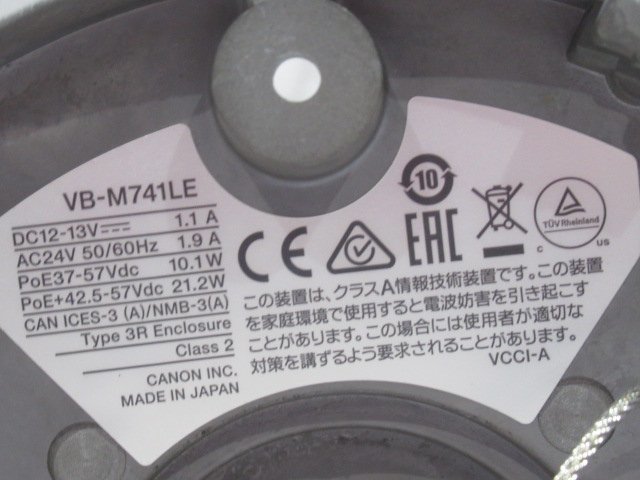 VB-M741LE
DC12-13V⎓ 1.1 A
AC24V 50/60Hz 1.9 A
PoE37-57Vdc 10.1W
PoE+42.5-57Vdc 21.2W
CAN ICES-3 (A)/NMB-3(A)
Type 3R Enclosure
Class 2
CANON INC.
MADE IN JAPAN
10
CE
EAC
TÜVRheinland
C US
この装置は、クラスA情報技術装置です。この装置
を家庭環境で使用すると電波妨害を引き起こす
ことがあります。この場合には使用者が適切な
対策を講ずるよう要求されることがあります。
VCCI-A